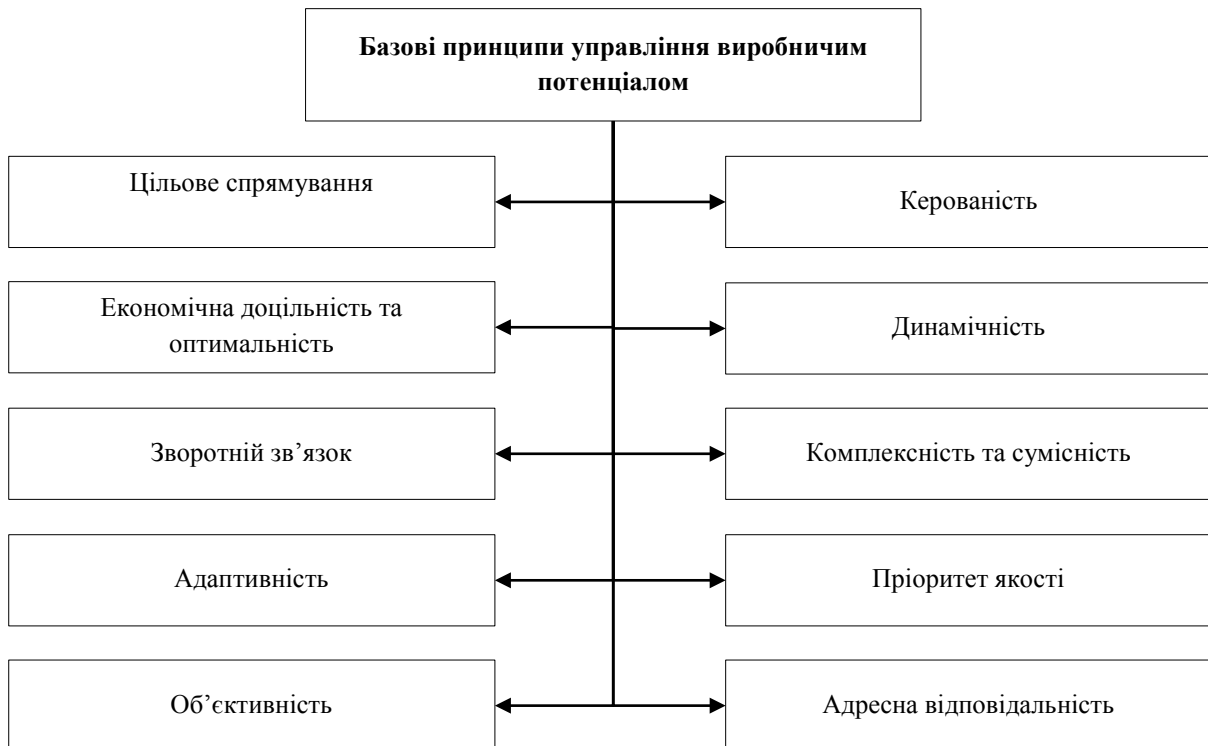 Базові принципи управління виробничим
потенціалом
Цільове спрямування
Керованість
Економічна доцільність та
оптимальність
Динамічність
Зворотній зв’язок
Комплексність та сумісність
Адаптивність
Пріоритет якості
Об’єктивність
Адресна відповідальність